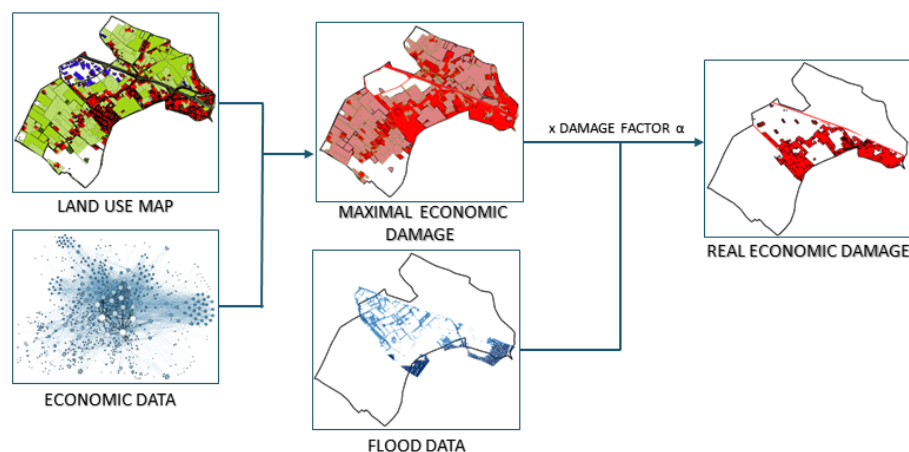 LAND USE MAP
MAXIMAL ECONOMIC
DAMAGE
x DAMAGE FACTOR α
REAL ECONOMIC DAMAGE
ECONOMIC DATA
FLOOD DATA